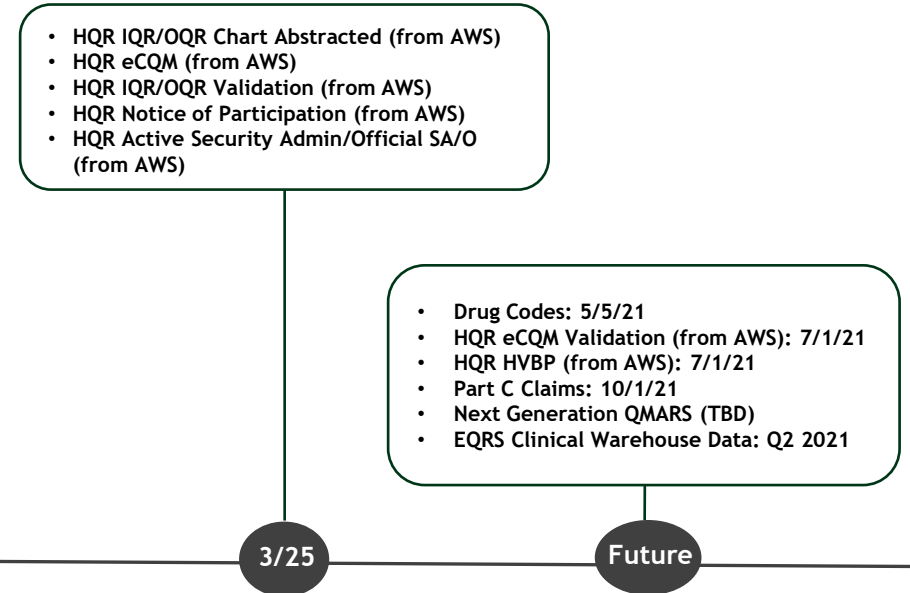 • HQR IQR/OQR Chart Abstracted (from AWS)
• HQR eCQM (from AWS)
• HQR IQR/OQR Validation (from AWS)
• HQR Notice of Participation (from AWS)
• HQR Active Security Admin/Official SA/O
(from AWS)
• Drug Codes: 5/5/21
• HQR eCQM Validation (from AWS): 7/1/21
• HQR HVBP (from AWS): 7/1/21
• Part C Claims: 10/1/21
• Next Generation QMARS (TBD)
• EQRS Clinical Warehouse Data: Q2 2021
3/25
Future